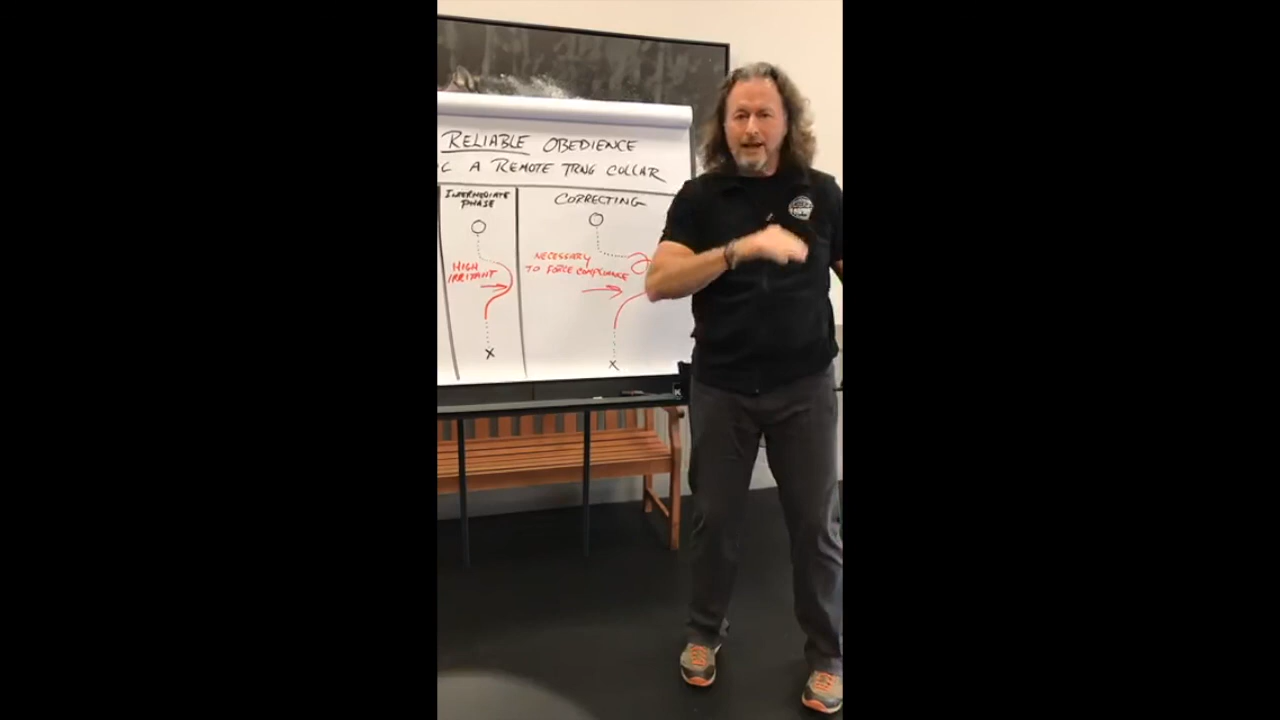 RELIABLE OBEDIENCE
A REMOTE TRNG COLLAR
INTERMEDIATE
PHASE
HIGH
IRRITANT
X
CORRECTING
NECESSARY
TO FORCE COMPLIANCE
X